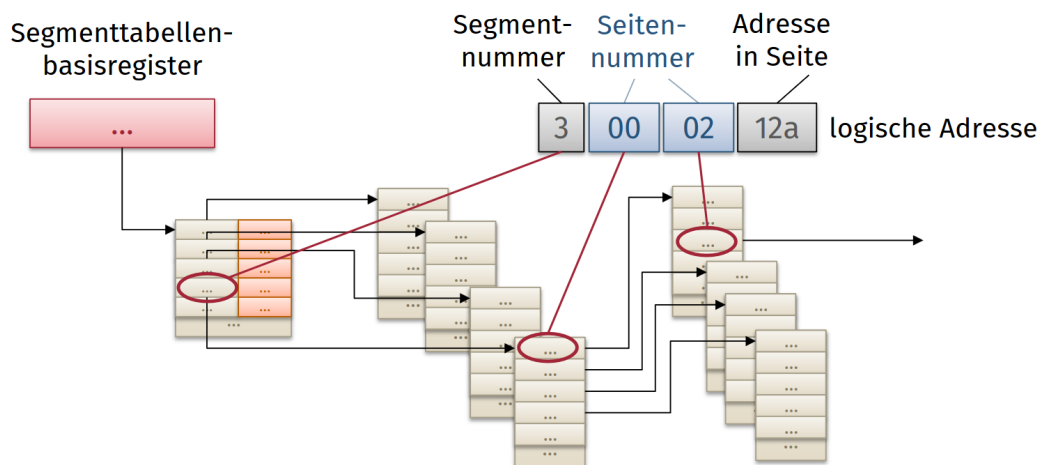 Segmenttabellen-
basisregister
...
Segment-
nummer
Seiten-
nummer
Adresse
in Seite
3
00
02
12a
logische Adresse